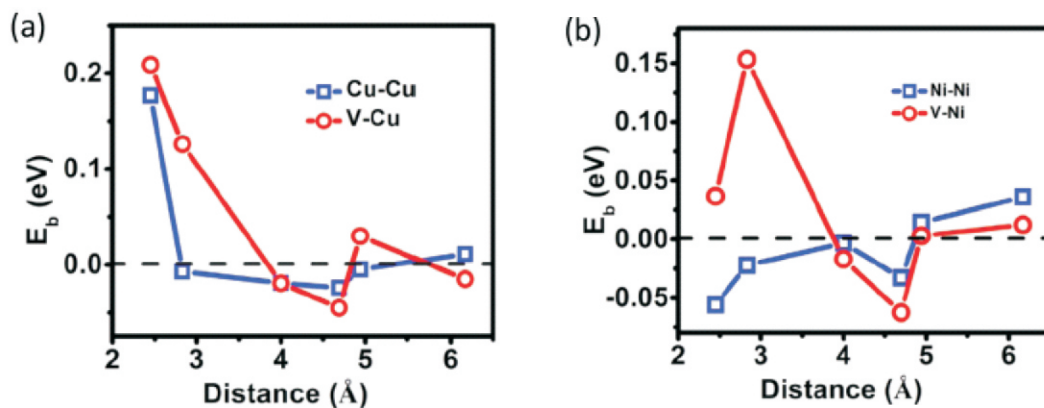 (a)
E_b (eV)
0.2
0.1
0.0
Cu-Cu
V-Cu
2 3 4 5 6
Distance (Å)
(b)
E_b (eV)
0.15
0.10
0.05
0.00
-0.05
Ni-Ni
V-Ni
2 3 4 5 6
Distance (Å)